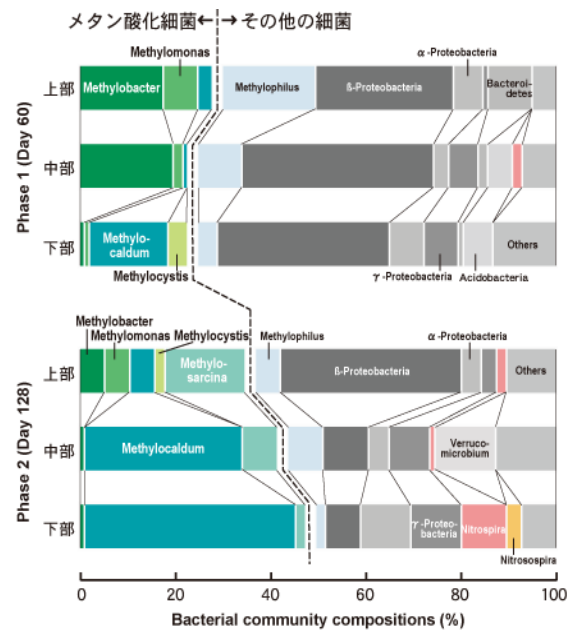 メタン酸化細菌← →その他の細菌
Methylomonas
α-Proteobacteria
Phase 1 (Day 60)
上部
Methylobacter
Methylophilus
ß-Proteobacteria
Bacteroi-
detes
中部
下部
Methylo-
caldum
Others
Methylocystis
γ-Proteobacteria
Acidobacteria
Methylobacter
Methylomonas
Methylocystis
Methylophilus
α-Proteobacteria
Phase 2 (Day 128)
上部
Methylo-
sarcina
ß-Proteobacteria
Others
中部
Methylocaldum
Verruco-
microbium
下部
γ-Proteo-
bacteria
Nitrospira
Nitrosospira
0 20 40 60 80 100
Bacterial community compositions (%)